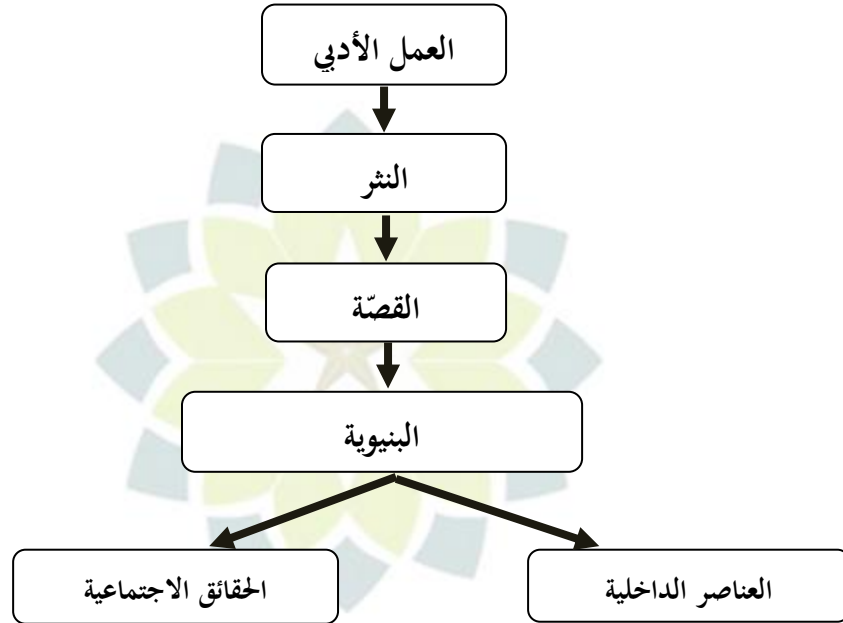 العمل الأدبي
النثر
القصّة
البنيوية
العناصر الداخلية
الحقائق الاجتماعية